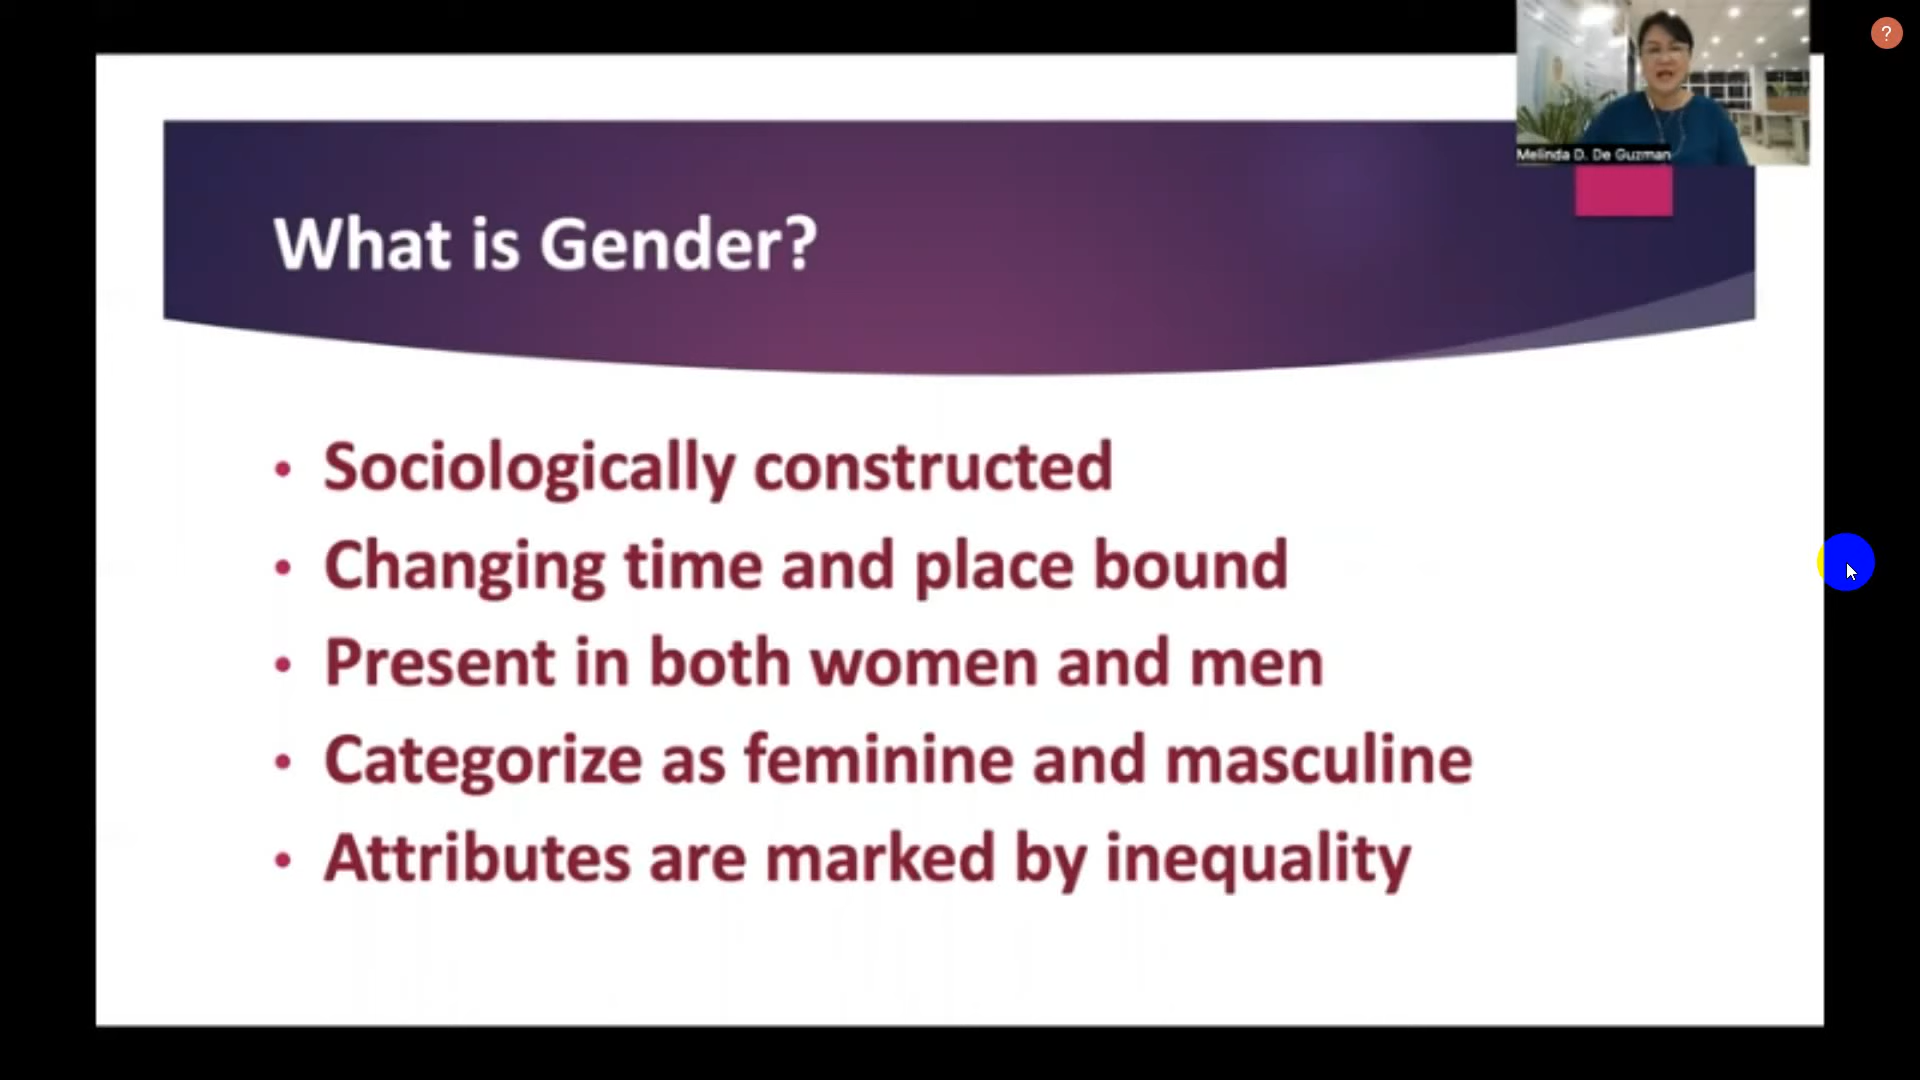 ?
Melinda D. De Guzman
What is Gender?
• Sociologically constructed
• Changing time and place bound
• Present in both women and men
• Categorize as feminine and masculine
• Attributes are marked by inequality